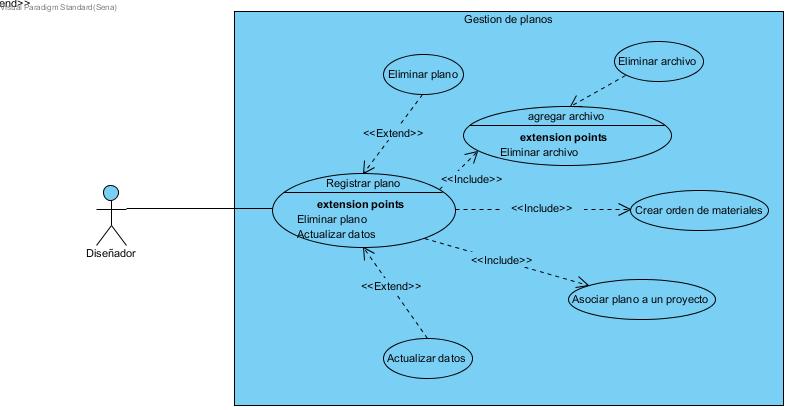 end>>
Visual Paradigm Standard(Sena)
Gestion de planos
Eliminar plano
Eliminar archivo
agregar archivo
extension points
Eliminar archivo
<<Extend>>
<<Include>>
Registrar plano
extension points
Eliminar plano
Actualizar datos
<<Include>>
Crear orden de materiales
Diseñador
<<Include>>
<<Extend>>
Asociar plano a un proyecto
Actualizar datos